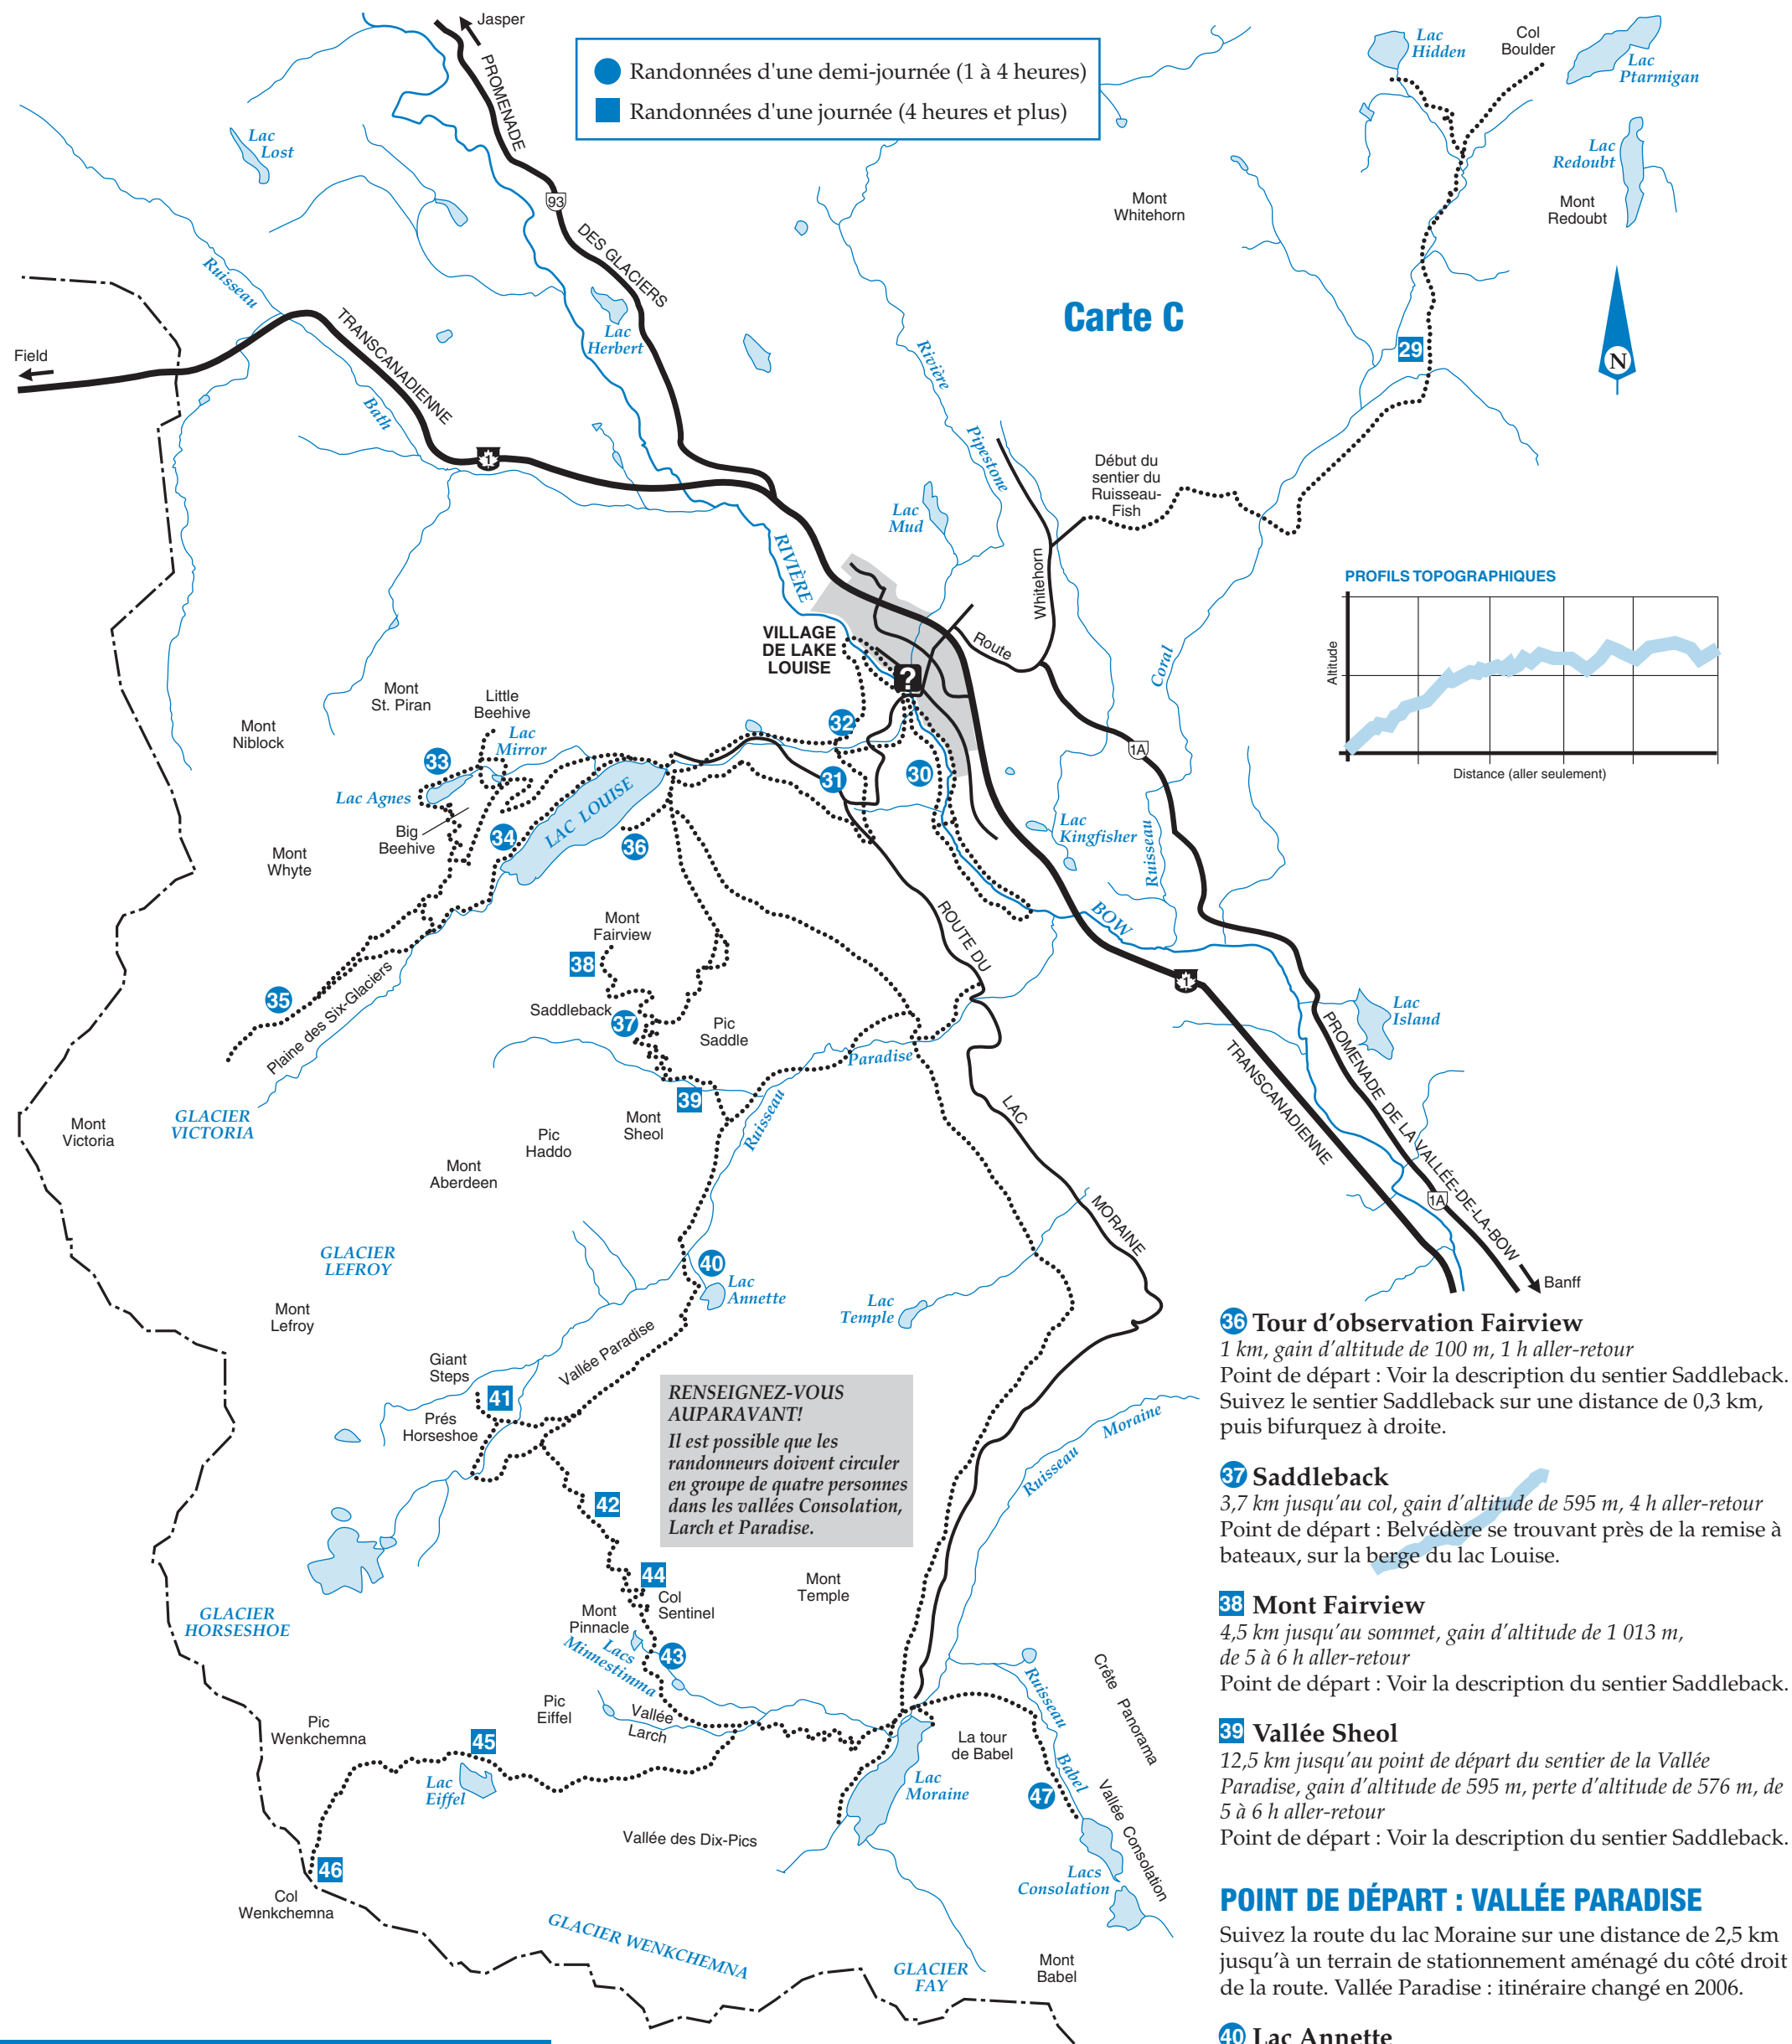 Jasper
PROMENADE
93
DES GLACIERS
Randonnées d'une demi-journée (1 à 4 heures)
Randonnées d'une journée (4 heures et plus)
Lac
Hidden
Col
Boulder
Lac
Ptarmigan
Lac
Redoubt
Mont
Redoubt
Mont
Whitehorn
Lac
Lost
Ruisseau
Bath
Field
TRANSCANADIENNE
1
Lac
Herbert
Carte C
29
N
Rivière
Pipestone
Début du
sentier du
Ruisseau-
Fish
Lac
Mud
RIVIÈRE
Whitehorn
Route
VILLAGE
DE LAKE
LOUISE
?
PROFILS TOPOGRAPHIQUES
Altitude
Distance (aller seulement)
Coral
Ruisseau
1A
Mont
St. Piran
Little
Beehive
Lac
Mirror
Mont
Niblock
33
Lac Agnes
Big
Beehive
34
LAC LOUISE
36
32
31
30
Lac
Kingfisher
Mont
Whyte
BOW
ROUTE DU
LAC
MORAINE
Mont
Fairview
38
Saddleback
37
Pic
Saddle
35
Plaine des Six-Glaciers
Paradise
Ruisseau
1
TRANSCANADIENNE
Lac
Island
PROMENADE DE LA VALLÉE-DE-LA-BOW
1A
Banff
GLACIER
VICTORIA
Mont
Victoria
39
Mont
Sheol
Pic
Haddo
Mont
Aberdeen
GLACIER
LEFROY
Mont
Lefroy
40
Lac
Annette
Lac
Temple
Giant
Steps
41
Prés
Horseshoe
Vallée Paradise
RENSEIGNEZ-VOUS
AUPARAVANT!
Il est possible que les
randonneurs doivent circuler
en groupe de quatre personnes
dans les vallées Consolation,
Larch et Paradise.
Ruisseau
Moraine
42
44
Col
Sentinel
Mont
Temple
GLACIER
HORSESHOE
Mont
Pinnacle
Lacs
Minnestimma
43
Pic
Eiffel
Vallée
Larch
Pic
Wenkchemna
45
Lac
Eiffel
La tour
de Babel
Ruisseau
Babel
Crête Panorama
47
Lac
Moraine
Vallée Consolation
Vallée des Dix-Pics
46
Col
Wenkchemna
Lacs
Consolation
GLACIER WENKCHEMNA
GLACIER
FAY
Mont
Babel
36 Tour d’observation Fairview
1 km, gain d’altitude de 100 m, 1 h aller-retour
Point de départ : Voir la description du sentier Saddleback.
Suivez le sentier Saddleback sur une distance de 0,3 km,
puis bifurquez à droite.
37 Saddleback
3,7 km jusqu’au col, gain d’altitude de 595 m, 4 h aller-retour
Point de départ : Belvédère se trouvant près de la remise à
bateaux, sur la berge du lac Louise.
38 Mont Fairview
4,5 km jusqu’au sommet, gain d’altitude de 1 013 m,
de 5 à 6 h aller-retour
Point de départ : Voir la description du sentier Saddleback.
39 Vallée Sheol
12,5 km jusqu’au point de départ du sentier de la Vallée
Paradise, gain d’altitude de 595 m, perte d’altitude de 576 m, de
5 à 6 h aller-retour
Point de départ : Voir la description du sentier Saddleback.
POINT DE DÉPART : VALLÉE PARADISE
Suivez la route du lac Moraine sur une distance de 2,5 km
jusqu’à un terrain de stationnement aménagé du côté droit
de la route. Vallée Paradise : itinéraire changé en 2006.
40 Lac Annette